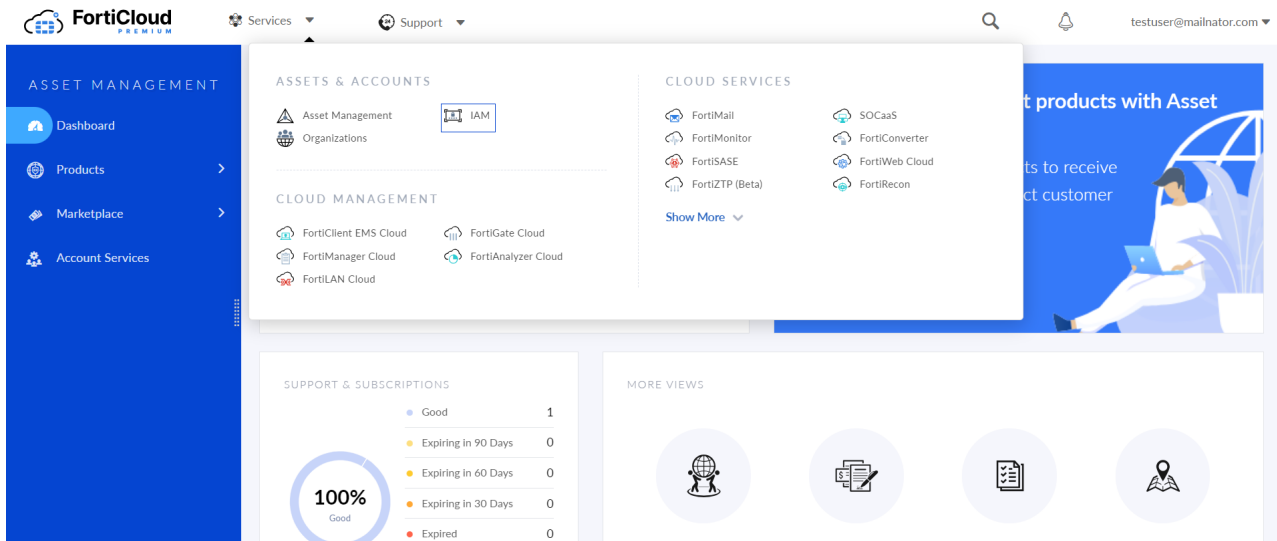 FortiCloud
PREMIUM
Services
Support
testuser@mailnator.com
ASSET MANAGEMENT
Dashboard
Products
Marketplace
Account Services
ASSETS & ACCOUNTS
Asset Management
IAM
Organizations
CLOUD MANAGEMENT
FortiClient EMS Cloud
FortiGate Cloud
FortiManager Cloud
FortiAnalyzer Cloud
FortiLAN Cloud
CLOUD SERVICES
FortiMail
SOCaaS
FortiMonitor
FortiConverter
FortiSASE
FortiWeb Cloud
FortiZTP (Beta)
FortiRecon
Show More
t products with Asset
ts to receive
ct customer
SUPPORT & SUBSCRIPTIONS
100%
Good
Good 1
Expiring in 90 Days 0
Expiring in 60 Days 0
Expiring in 30 Days 0
Expired 0
MORE VIEWS